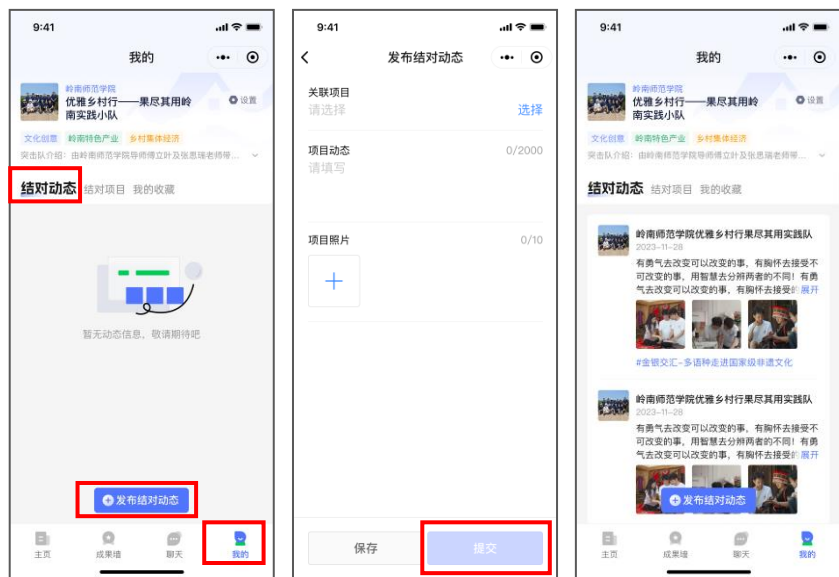 9:41
我的
岭南师范学院
优雅乡村行——果尽其用岭
南实践小队
设置
文化创意 岭南特色产业 乡村集体经济
突击队介绍：由岭南师范学院导师傅立叶及张思瑞老师带...
结对动态 结对项目 我的收藏
暂无动态信息，敬请期待吧
发布结对动态
主页 成果墙 聊天 我的
9:41
发布结对动态
关联项目
请选择 选择
项目动态 0/2000
请填写
项目照片 0/10
保存 提交
9:41
我的
岭南师范学院
优雅乡村行——果尽其用岭
南实践小队
设置
文化创意 岭南特色产业 乡村集体经济
突击队介绍：由岭南师范学院导师傅立叶及张思瑞老师带...
结对动态 结对项目 我的收藏
岭南师范学院优雅乡村行果尽其用实践队
2023-11-28
有勇气去改变可以改变的事，有胸怀去接受不
可改变的事，用智慧去分辨两者的不同！有勇
气去改变可以改变的事，有胸怀去接受 展开
#金银交汇-多语种走进国家级非遗文化
岭南师范学院优雅乡村行果尽其用实践队
2023-11-28
有勇气去改变可以改变的事，有胸怀去接受不
可改变的事，用智慧去分辨两者的不同！有勇
气去改变可以改变的事，有胸怀去接受 展开
发布结对动态
主页 成果墙 聊天 我的